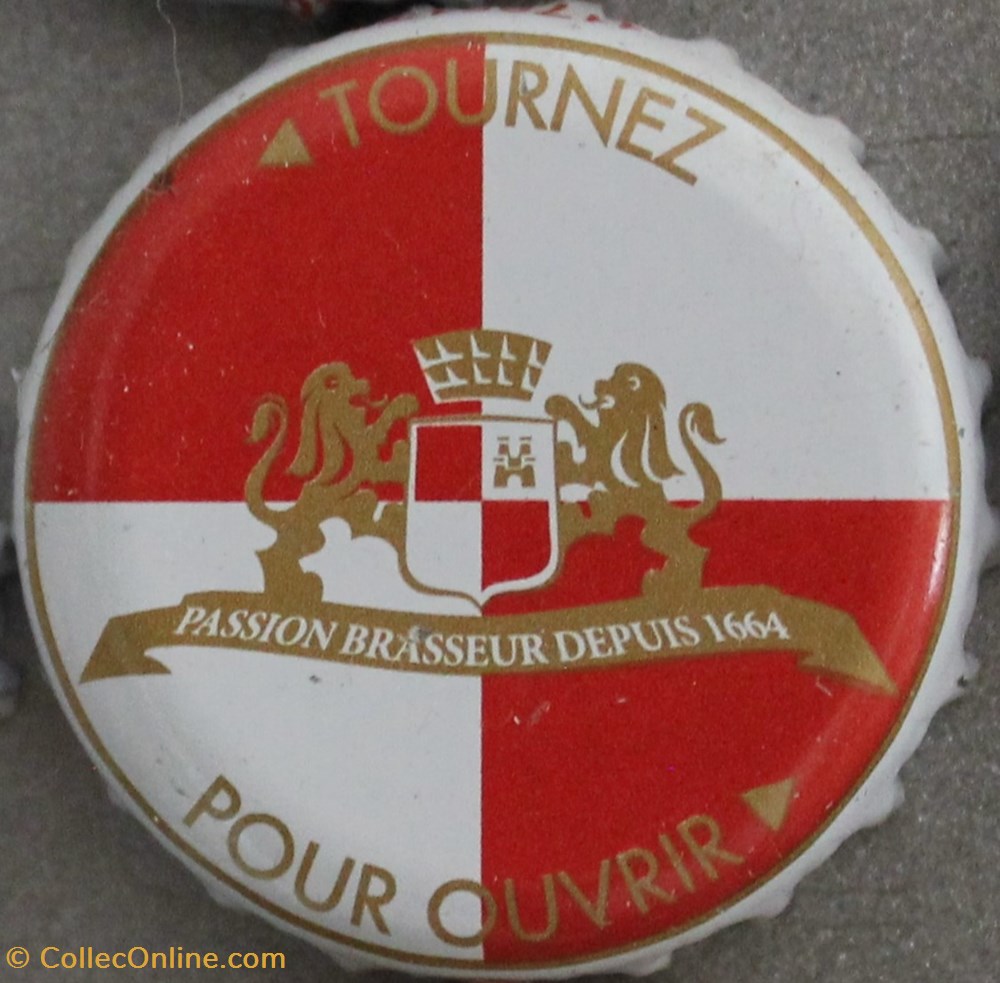 TOURNEZ
PASSION BRASSEUR DEPUIS 1664
POUR OUVRIR
© CollecOnline.com